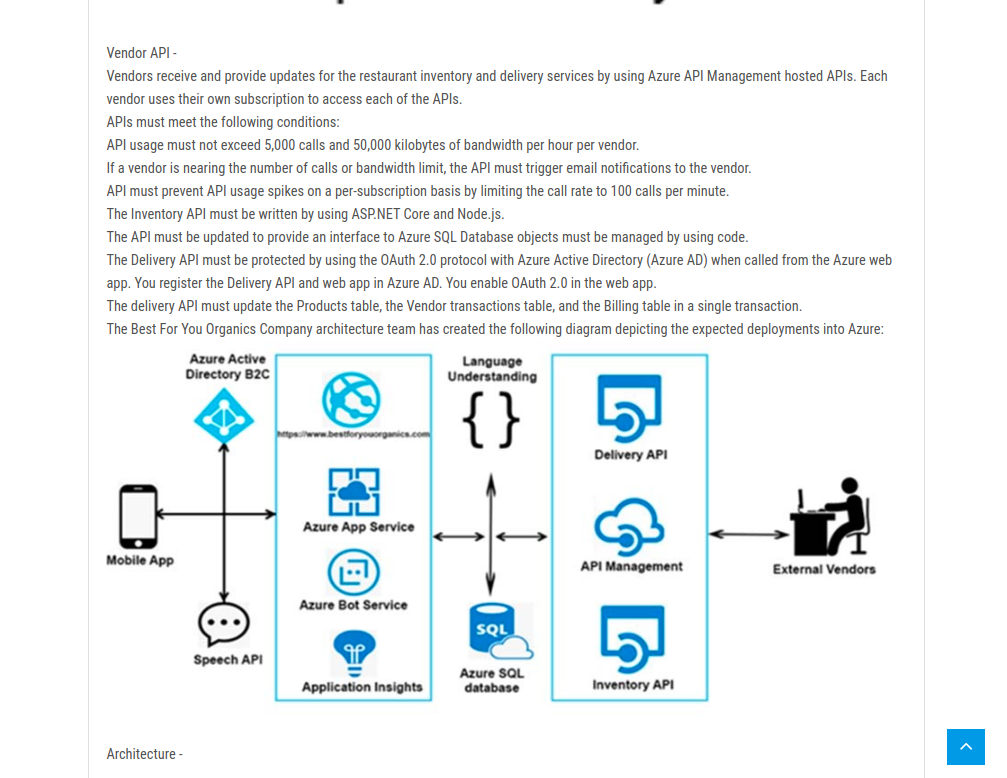 Vendor API -
Vendors receive and provide updates for the restaurant inventory and delivery services by using Azure API Management hosted APIs. Each
vendor uses their own subscription to access each of the APIs.
APIs must meet the following conditions:
API usage must not exceed 5,000 calls and 50,000 kilobytes of bandwidth per hour per vendor.
If a vendor is nearing the number of calls or bandwidth limit, the API must trigger email notifications to the vendor.
API must prevent API usage spikes on a per-subscription basis by limiting the call rate to 100 calls per minute.
The Inventory API must be written by using ASP.NET Core and Node.js.
The API must be updated to provide an interface to Azure SQL Database objects must be managed by using code.
The Delivery API must be protected by using the OAuth 2.0 protocol with Azure Active Directory (Azure AD) when called from the Azure web
app. You register the Delivery API and web app in Azure AD. You enable OAuth 2.0 in the web app.
The delivery API must update the Products table, the Vendor transactions table, and the Billing table in a single transaction.
The Best For You Organics Company architecture team has created the following diagram depicting the expected deployments into Azure:
Azure Active
Directory B2C
Mobile App
Speech API
https://www.bestforyouorganics.com
Azure App Service
Azure Bot Service
Application Insights
Language
Understanding
{ }
SQL
Azure SQL
database
Delivery API
API Management
Inventory API
External Vendors
Architecture -